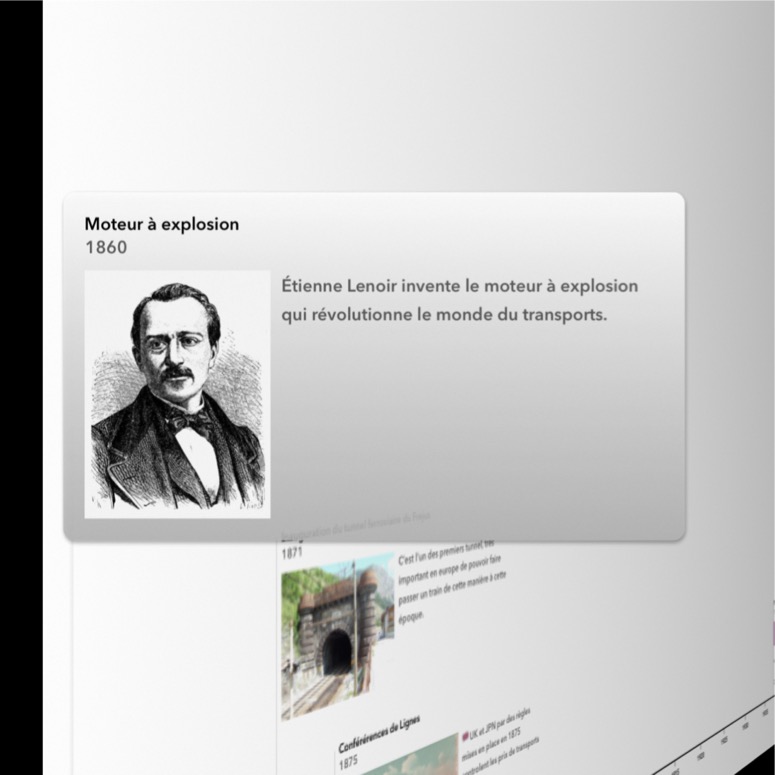 Moteur à explosion
1860
Étienne Lenoir invente le moteur à explosion
qui révolutionne le monde du transports.
Inauguration du tunnel ferroviaire du Fréjus
1871
C'est l'un des premiers tunnel, très
important en europe de pouvoir faire
passer un train de cette manière à cette
époque.
Conférérences de Lignes
1875
UK et JPN par des règles
mises en place en 1875
controlent les prix de transports